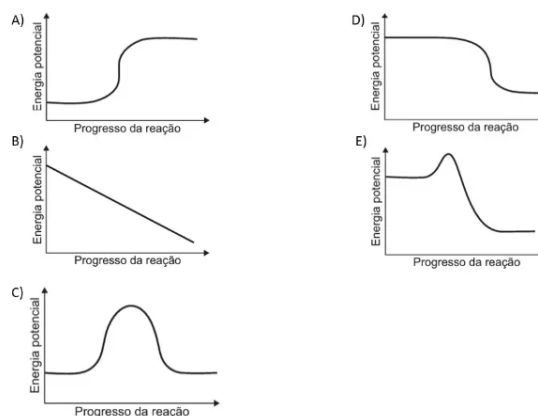 A)
Energia potencial
Progresso da reação
B)
Energia potencial
Progresso da reação
C)
Energia potencial
Progresso da reação
D)
Energia potencial
Progresso da reação
E)
Energia potencial
Progresso da reação